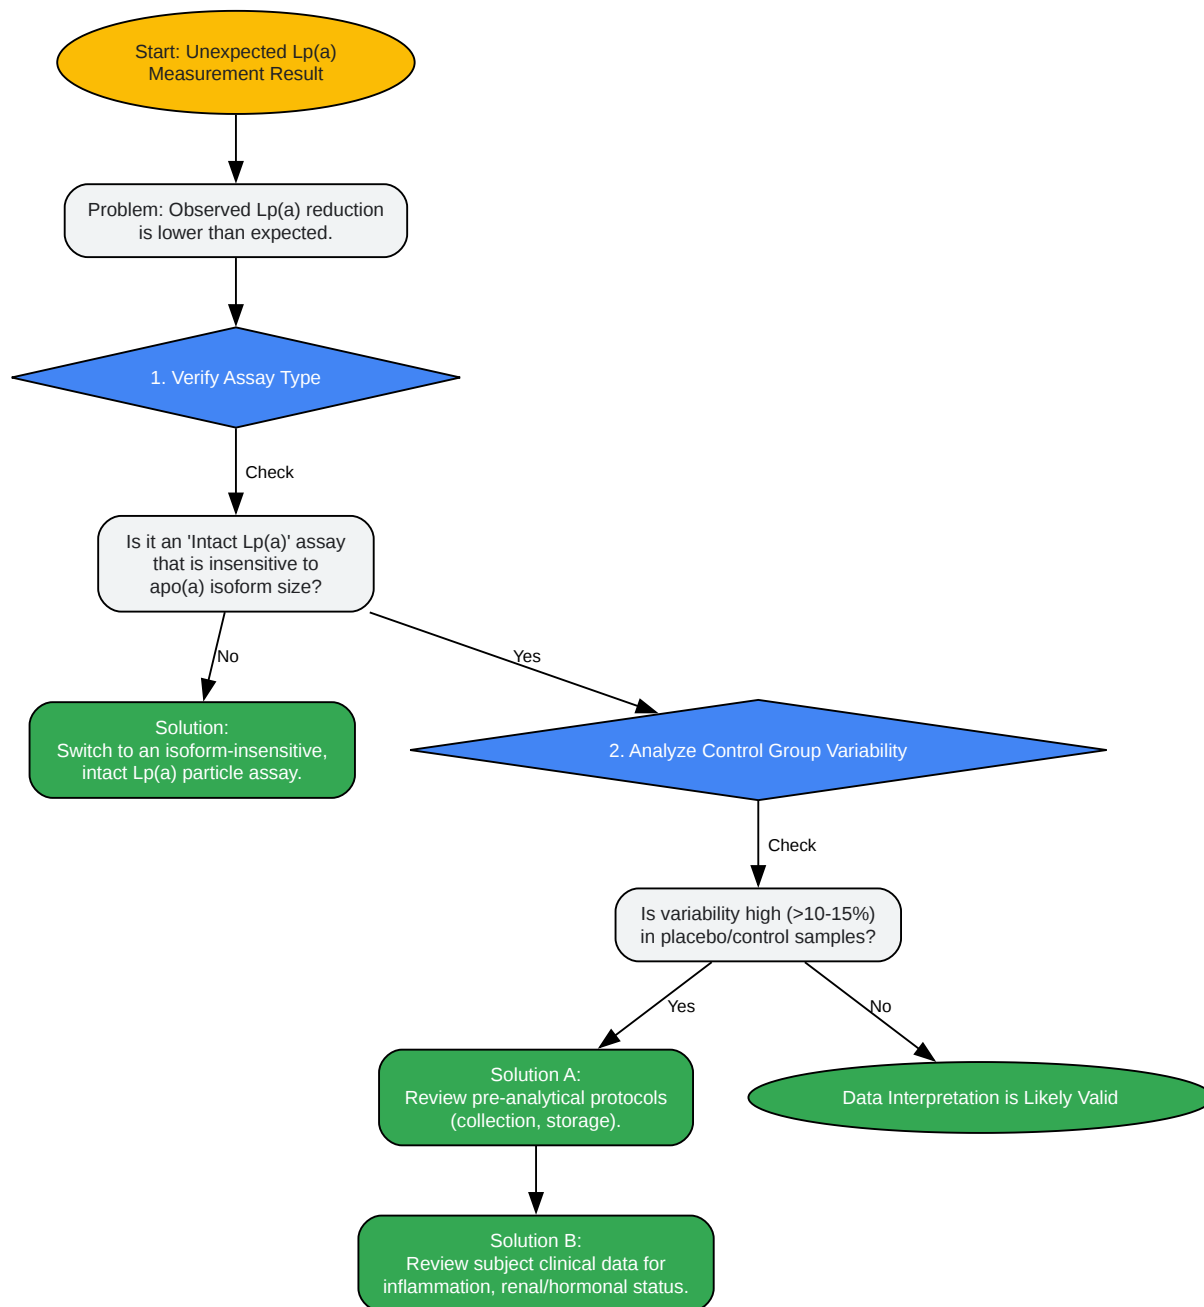 Start: Unexpected Lp(a)
Measurement Result
Problem: Observed Lp(a) reduction
is lower than expected.
1. Verify Assay Type
Check
Is it an 'Intact Lp(a)' assay
that is insensitive to
apo(a) isoform size?
No
Yes
Solution:
Switch to an isoform-insensitive,
intact Lp(a) particle assay.
2. Analyze Control Group Variability
Check
Is variability high (>10-15%)
in placebo/control samples?
Yes
No
Solution A:
Review pre-analytical protocols
(collection, storage).
Data Interpretation is Likely Valid
Solution B:
Review subject clinical data for
inflammation, renal/hormonal status.